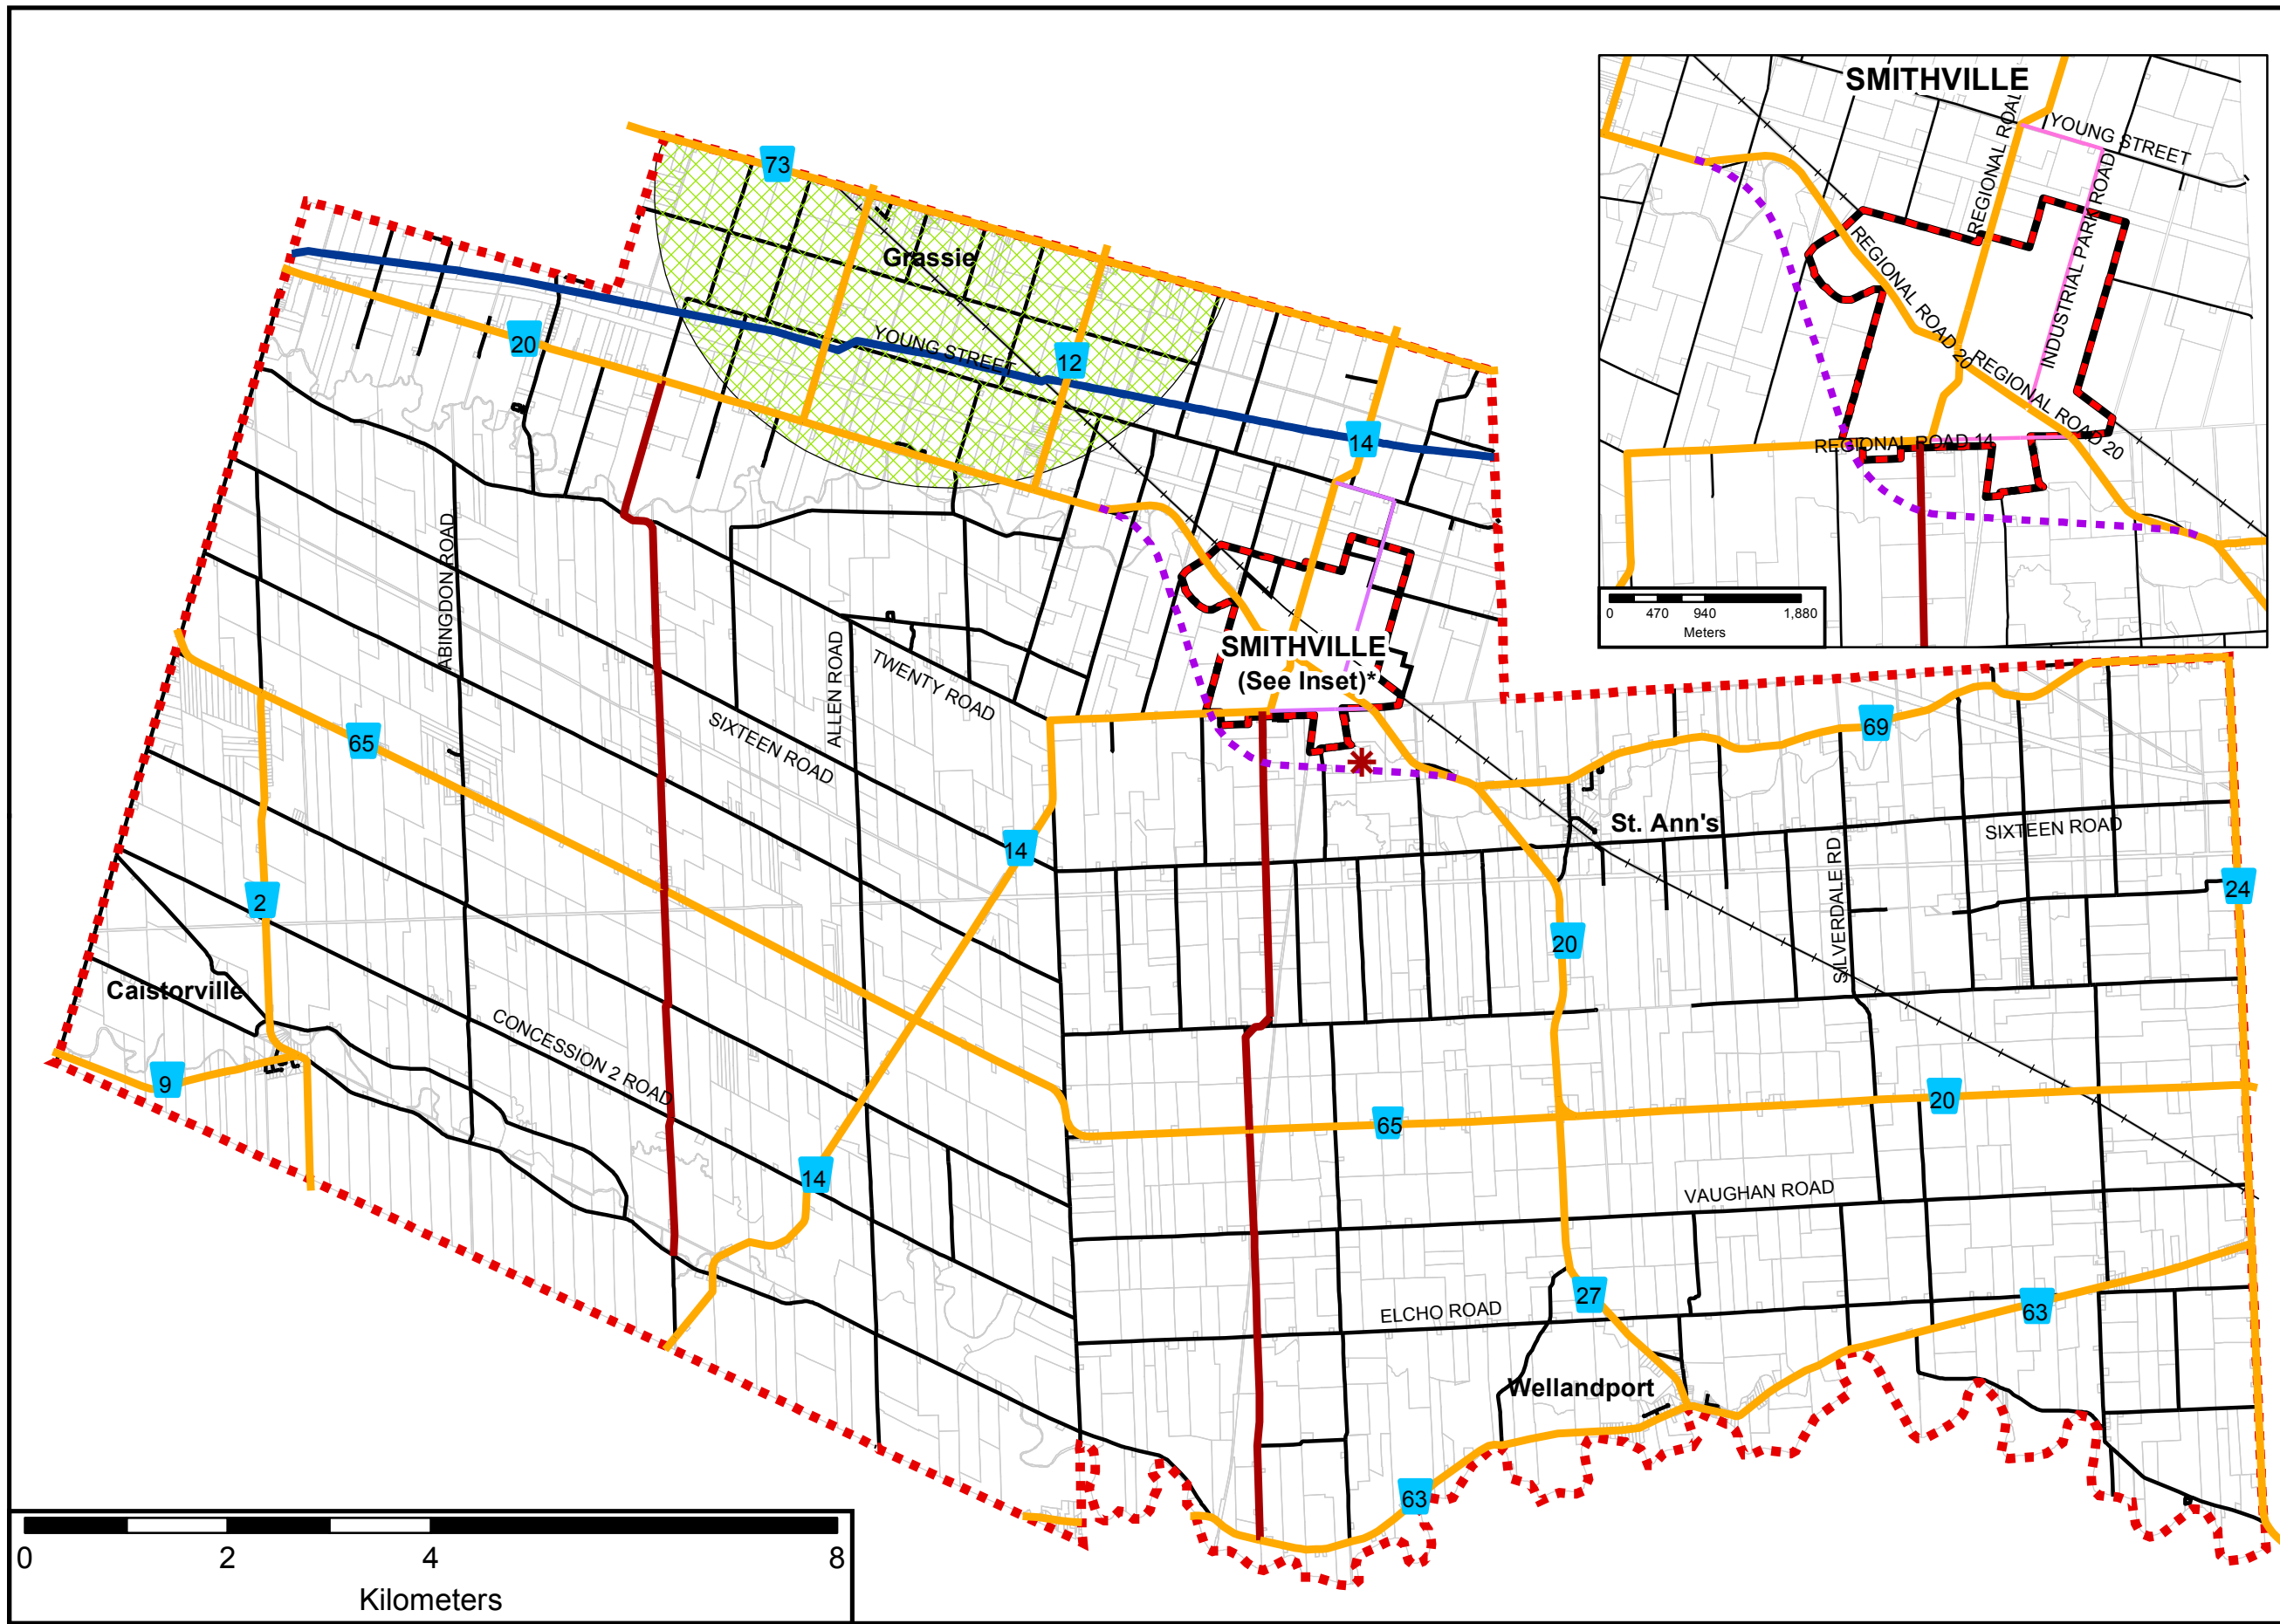 SMITHVILLE
REGIONAL ROAD
YOUNG STREET
INDUSTRIAL PARK ROAD
REGIONAL ROAD 20
REGIONAL ROAD 20
REGIONAL ROAD 14
0 470 940 1,880
Meters
73
Grassie
20
YOUNG STREET
12
14
ABINGDON ROAD
ALLEN ROAD
TWENTY ROAD
SIXTEEN ROAD
SMITHVILLE
(See Inset)*
65
69
14
St. Ann's
SIXTEEN ROAD
SILVERDALE RD
24
2
20
Caistorville
CONCESSION 2 ROAD
9
65
20
14
VAUGHAN ROAD
27
ELCHO ROAD
63
Wellandport
63
0 2 4 8
Kilometers